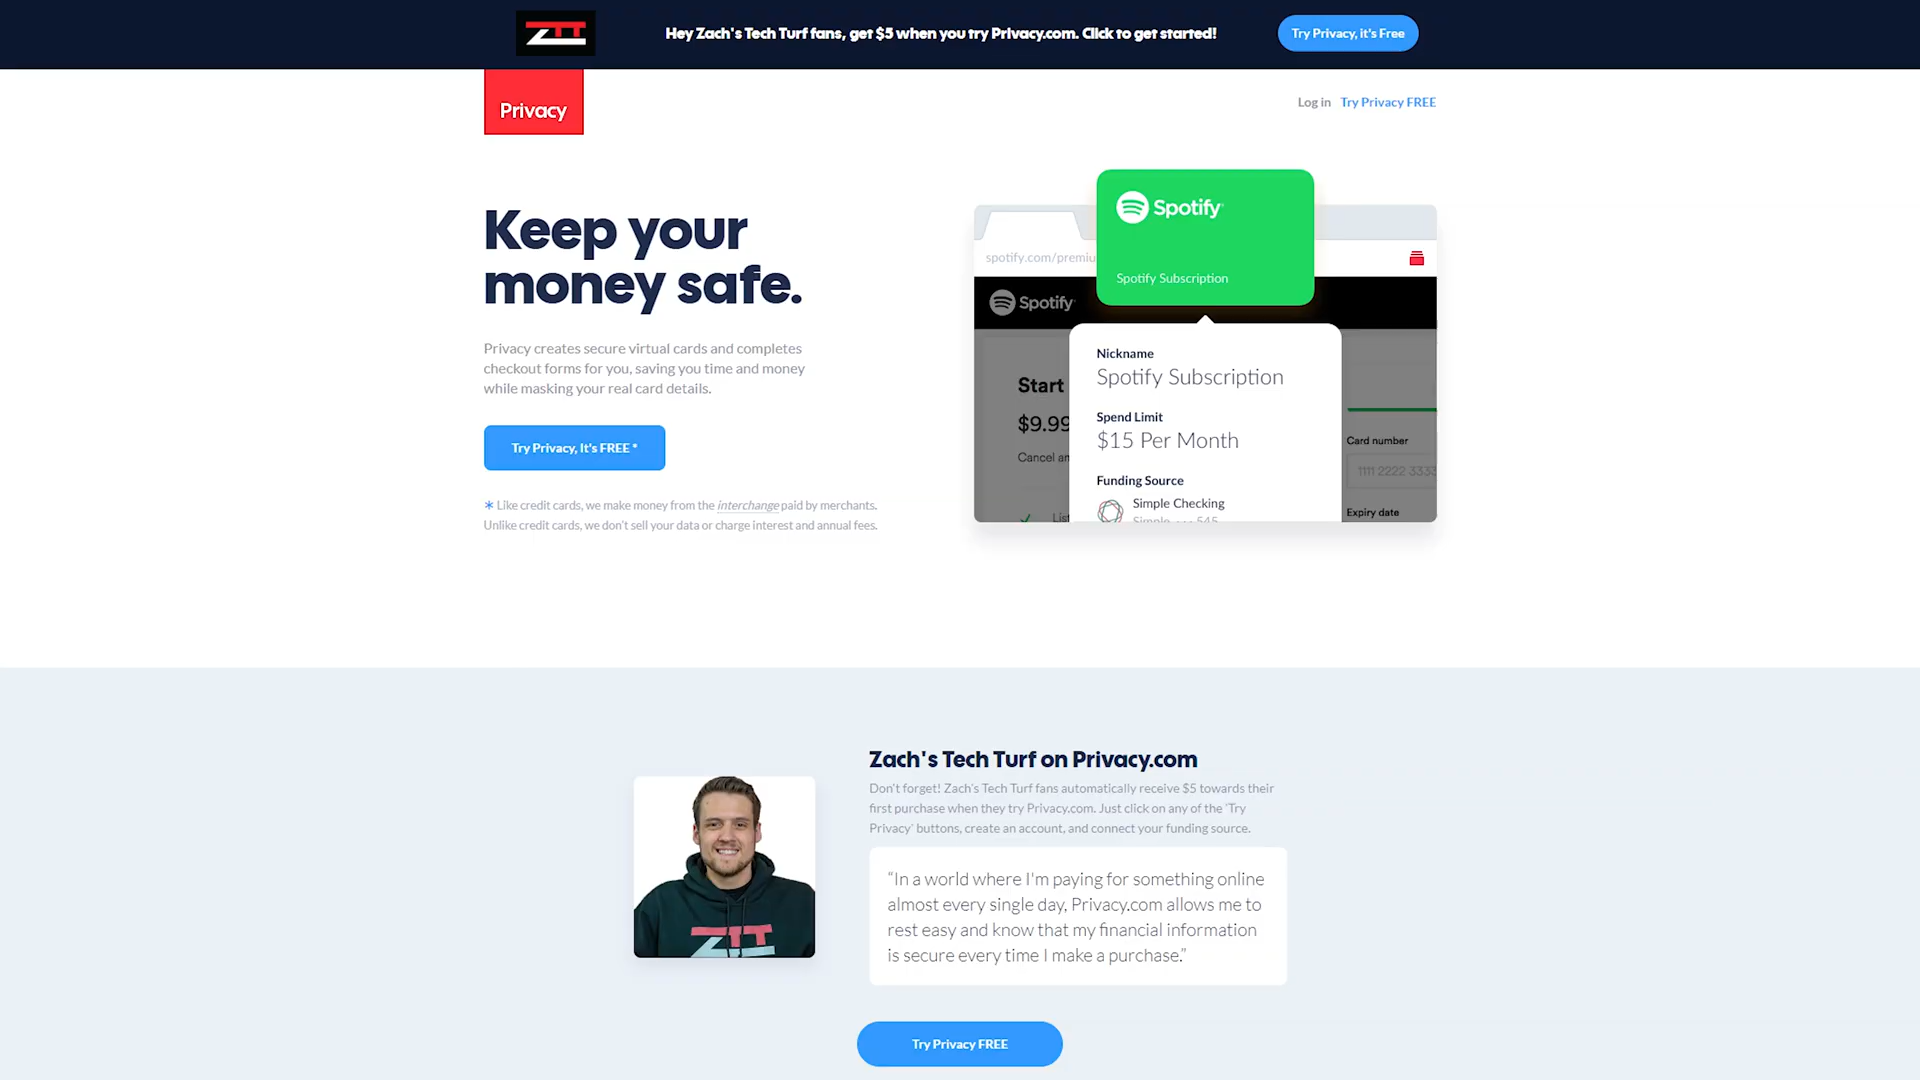 ZTT
Hey Zach's Tech Turf fans, get $5 when you try Privacy.com. Click to get started!
Try Privacy, it's Free
Privacy
Log in
Try Privacy FREE
Keep your
money safe.
Privacy creates secure virtual cards and completes
checkout forms for you, saving you time and money
while masking your real card details.
Try Privacy, It's FREE *
* Like credit cards, we make money from the interchange paid by merchants.
Unlike credit cards, we don't sell your data or charge interest and annual fees.
Spotify
Spotify Subscription
spotify.com/premiu
Spotify
Start
$9.99
Cancel an
List
Nickname
Spotify Subscription
Spend Limit
$15 Per Month
Funding Source
Simple Checking
Simple 545
Card number
1111 2222 3333
Expiry date
Zach's Tech Turf on Privacy.com
Don't forget! Zach's Tech Turf fans automatically receive $5 towards their
first purchase when they try Privacy.com. Just click on any of the 'Try
Privacy' buttons, create an account, and connect your funding source.
“In a world where I'm paying for something online
almost every single day, Privacy.com allows me to
rest easy and know that my financial information
is secure every time I make a purchase.”
ZTT
Try Privacy FREE